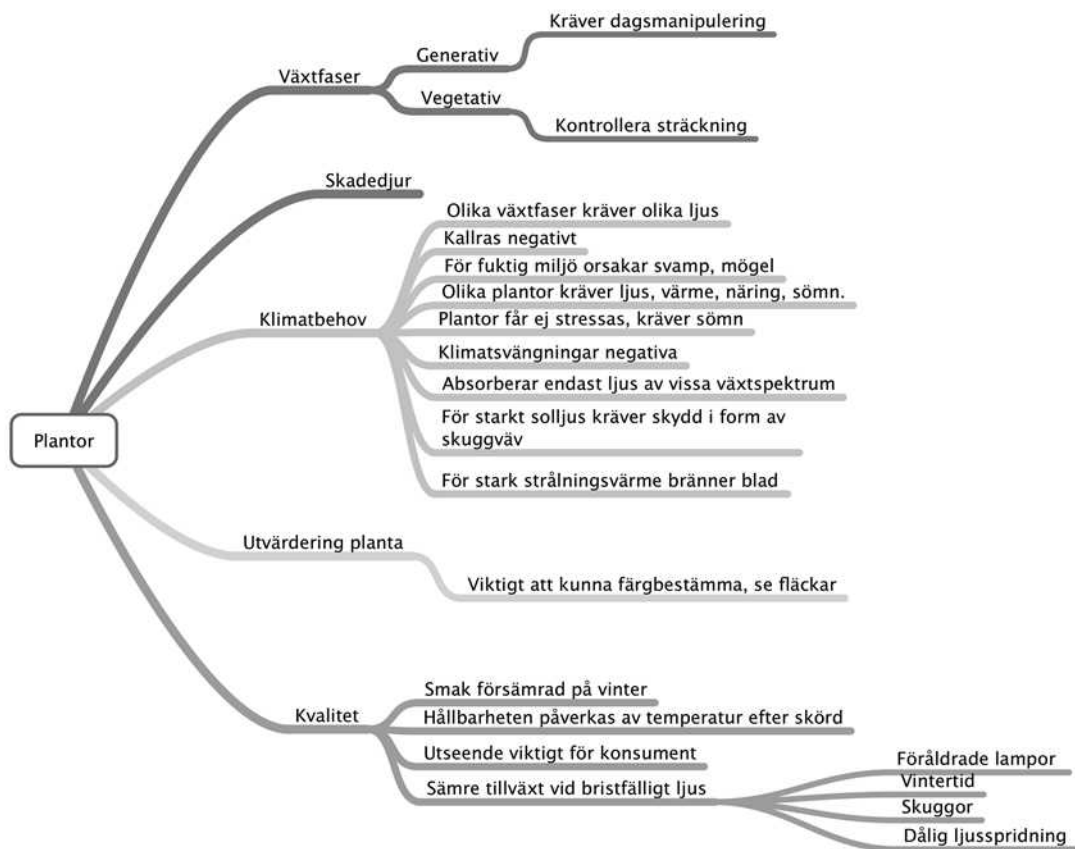 Kräver dagsmanipulering
Generativ
Växtfaser
Vegetativ
Kontrollera sträckning
Skadedjur
Olika växtfaser kräver olika ljus
Kallras negativt
För fuktig miljö orsakar svamp, mögel
Olika plantor kräver ljus, värme, näring, sömn.
Klimatbehov
Plantor får ej stressas, kräver sömn
Klimatsvängningar negativa
Absorberar endast ljus av vissa växtspektrum
För starkt solljus kräver skydd i form av
skuggväv
Plantor
För stark strålningsvärme bränner blad
Utvärdering planta
Viktigt att kunna färgbestämma, se fläckar
Smak försämrad på vinter
Kvalitet
Hållbarheten påverkas av temperatur efter skörd
Utseende viktigt för konsument
Sämre tillväxt vid bristfälligt ljus
Föråldrade lampor
Vintertid
Skuggor
Dålig ljusspridning